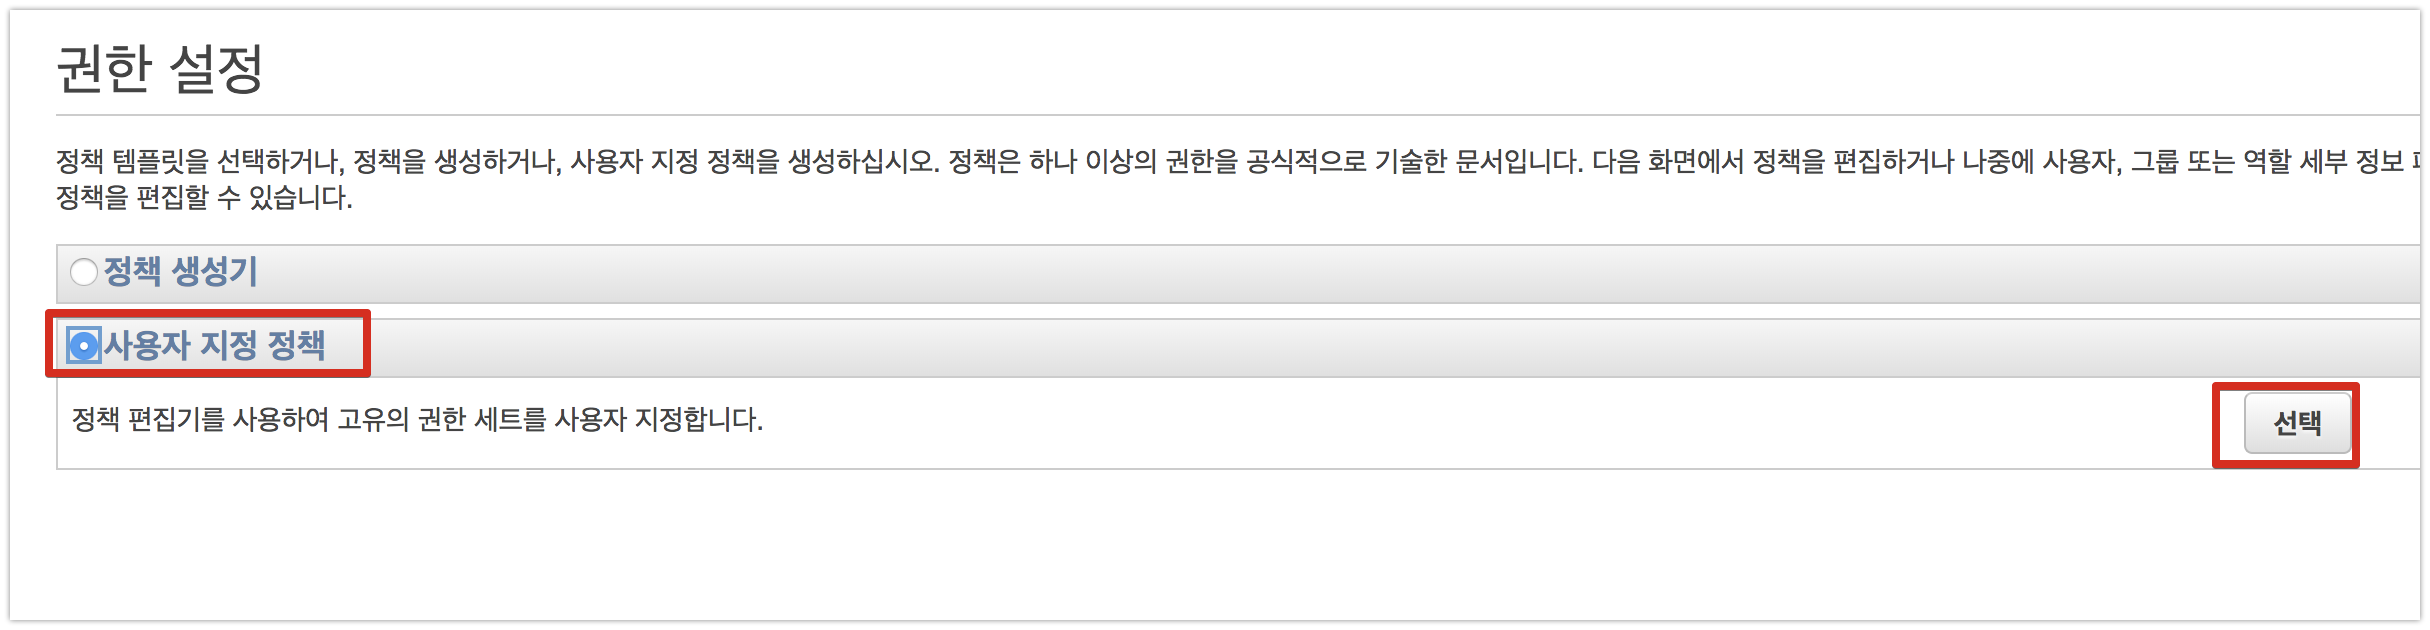 권한 설정
정책 템플릿을 선택하거나, 정책을 생성하거나, 사용자 지정 정책을 생성하십시오. 정책은 하나 이상의 권한을 공식적으로 기술한 문서입니다. 다음 화면에서 정책을 편집하거나 나중에 사용자, 그룹 또는 역할 세부 정보
정책을 편집할 수 있습니다.
정책 생성기
사용자 지정 정책
정책 편집기를 사용하여 고유의 권한 세트를 사용자 지정합니다.
선택